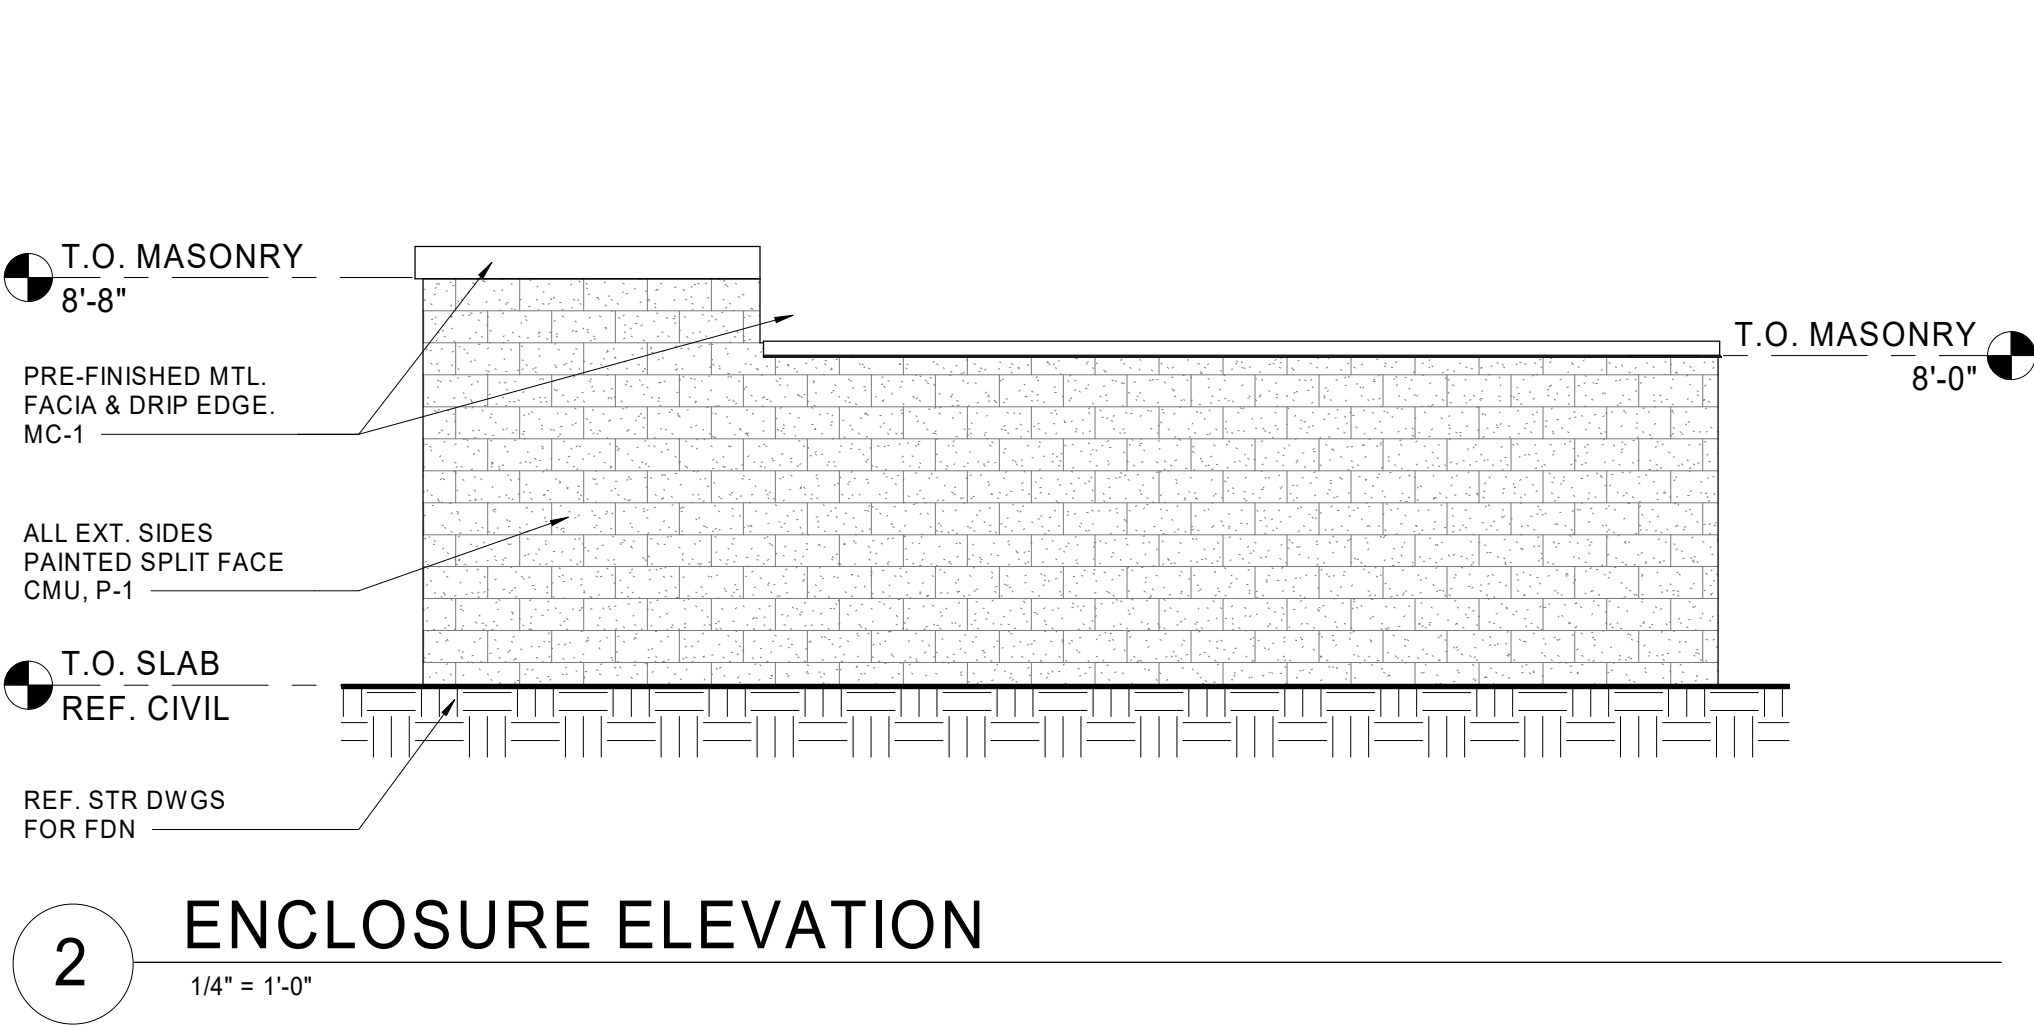 T.O. MASONRY
8'-8"
T.O. MASONRY
8'-0"
PRE-FINISHED MTL.
FACIA & DRIP EDGE.
MC-1
ALL EXT. SIDES
PAINTED SPLIT FACE
CMU, P-1
T.O. SLAB
REF. CIVIL
REF. STR DWGS
FOR FDN
2
ENCLOSURE ELEVATION
1/4" = 1'-0"